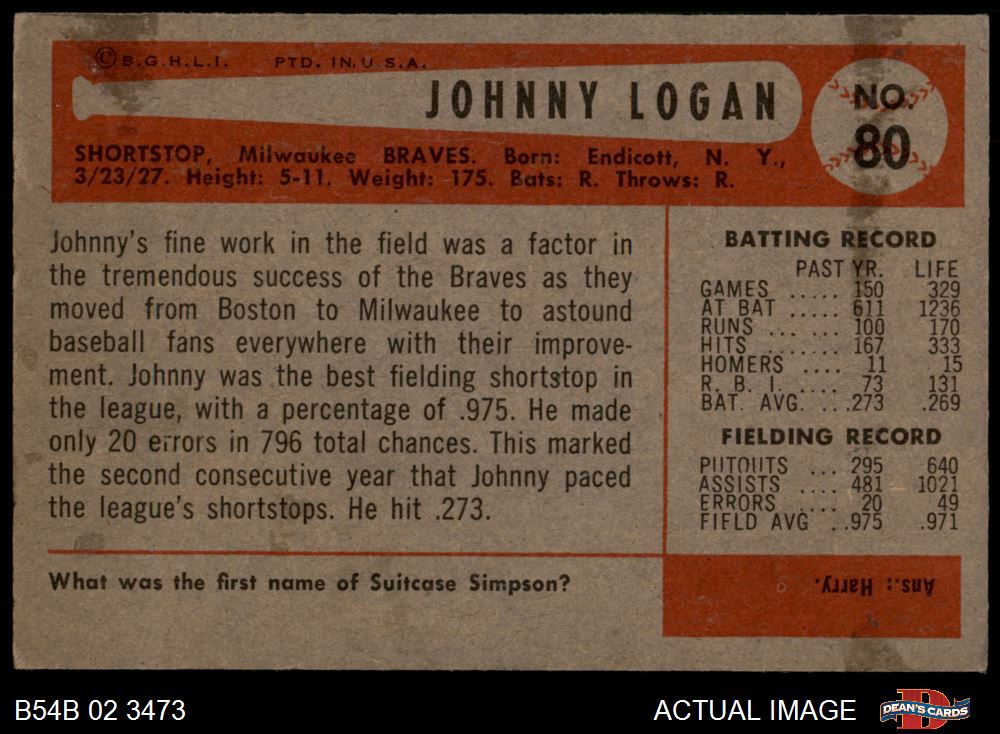 © B.G.H.L.I. PTD. IN U.S.A.
JOHNNY LOGAN
NO.
80
SHORTSTOP, Milwaukee BRAVES. Born: Endicott, N. Y.,
3/23/27. Height: 5-11. Weight: 175. Bats: R. Throws: R.
Johnny's fine work in the field was a factor in
the tremendous success of the Braves as they
moved from Boston to Milwaukee to astound
baseball fans everywhere with their improve-
ment. Johnny was the best fielding shortstop in
the league, with a percentage of .975. He made
only 20 errors in 796 total chances. This marked
the second consecutive year that Johnny paced
the league's shortstops. He hit .273.
BATTING RECORD
PAST YR. LIFE
GAMES ..... 150 329
AT BAT ..... 611 1236
RUNS ....... 100 170
HITS ........ 167 333
HOMERS .... 11 15
R. B. I. ..... 73 131
BAT. AVG. ...273 .269
FIELDING RECORD
PUTOUTS ... 295 640
ASSISTS .... 481 1021
ERRORS .... 20 49
FIELD AVG ..975 .971
What was the first name of Suitcase Simpson?
Ans.: Harry.
B54B 02 3473
ACTUAL IMAGE
D
DEAN'S CARDS